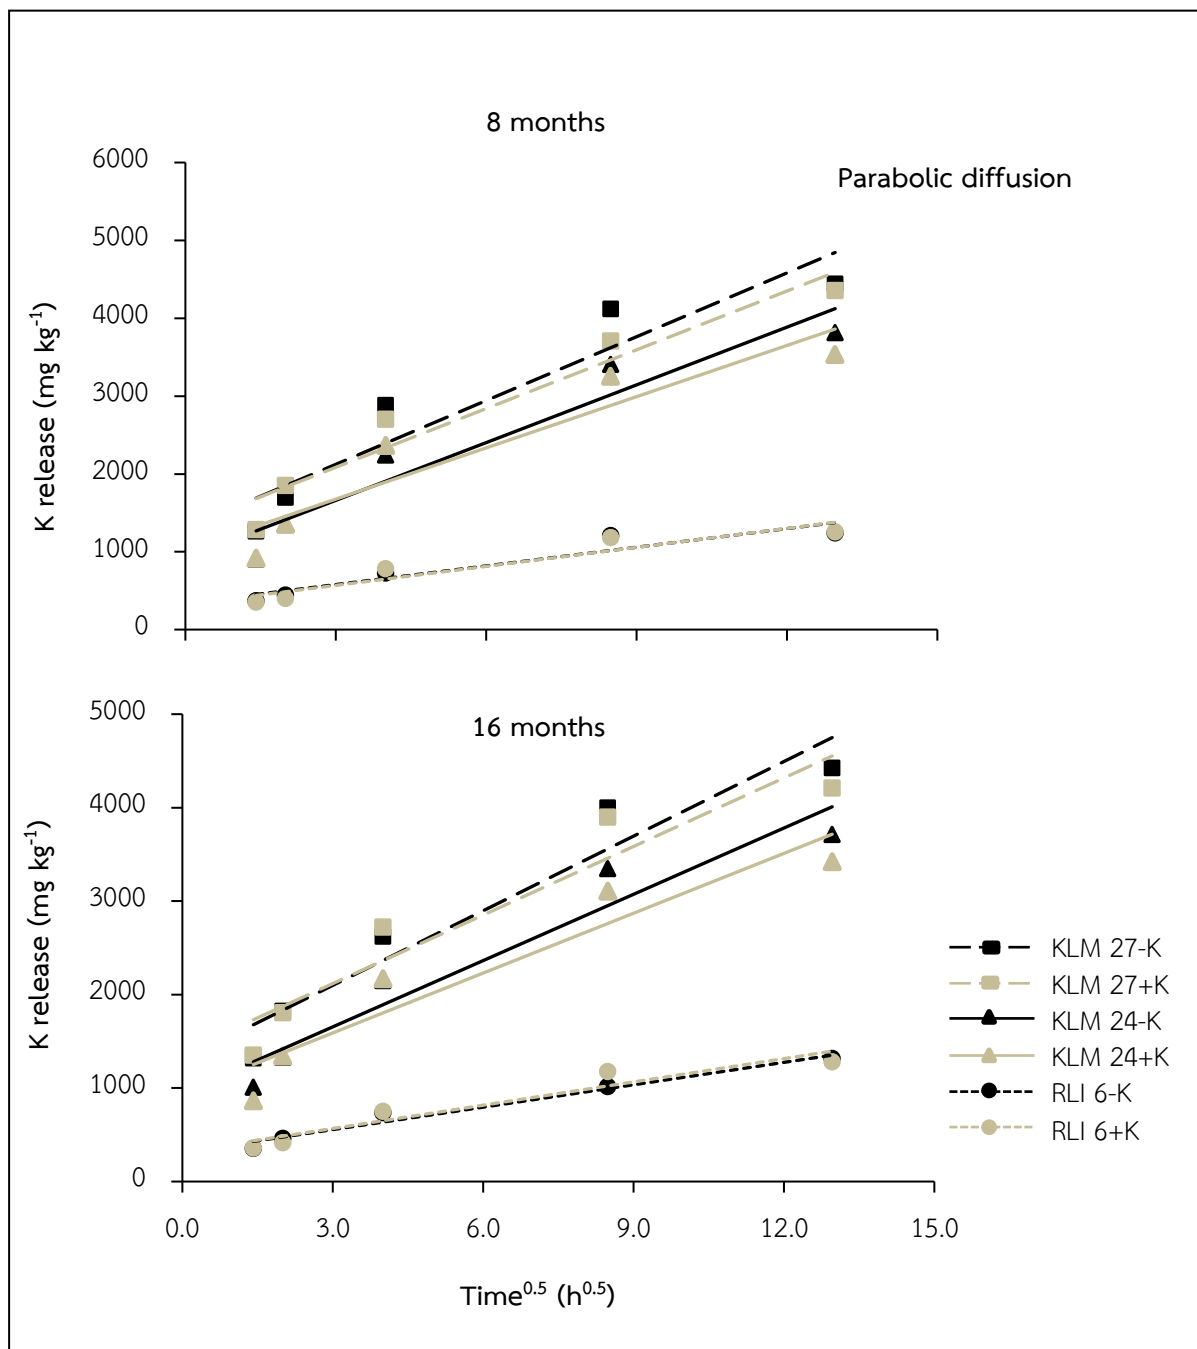 8 months
Parabolic diffusion
6000
5000
4000
3000
2000
1000
0
K release (mg kg⁻¹)
16 months
5000
4000
3000
2000
1000
0
K release (mg kg⁻¹)
0.0 3.0 6.0 9.0 12.0 15.0
Time⁰·⁵ (h⁰·⁵)
KLM 27-K
KLM 27+K
KLM 24-K
KLM 24+K
RLI 6-K
RLI 6+K